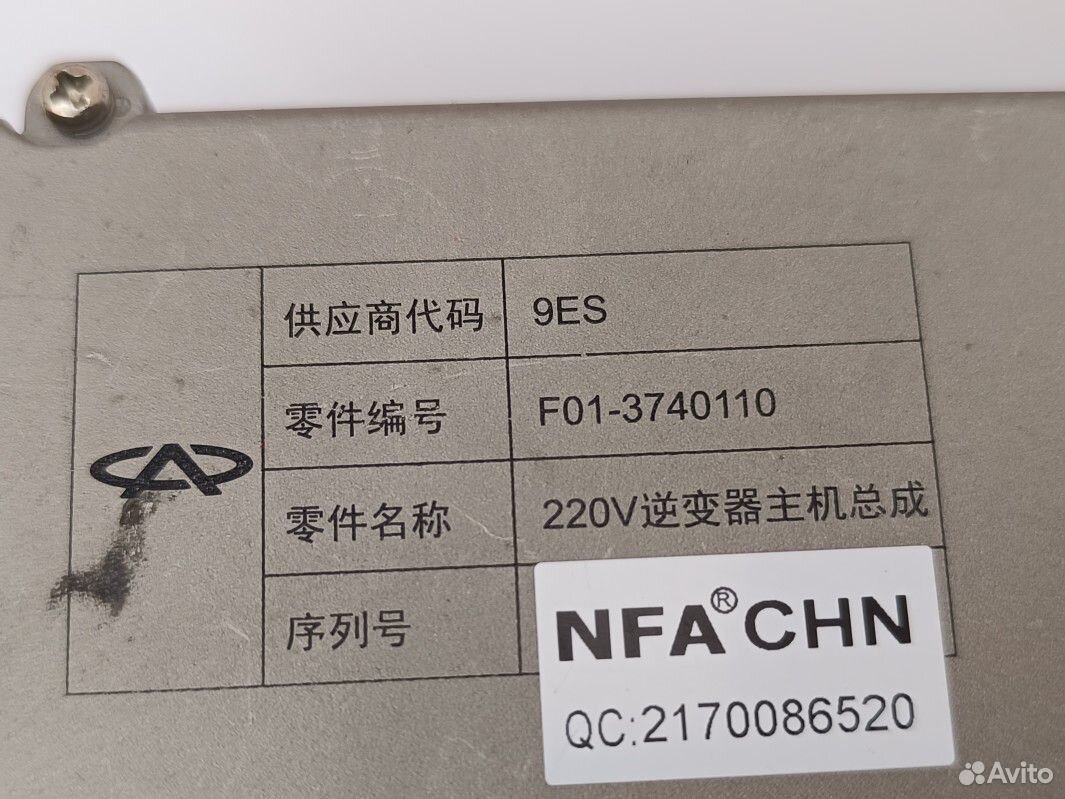 供应商代码 9ES
零件编号 F01-3740110
零件名称 220V逆变器主机总成
序列号
NFA® CHN
QC:2170086520
Avito